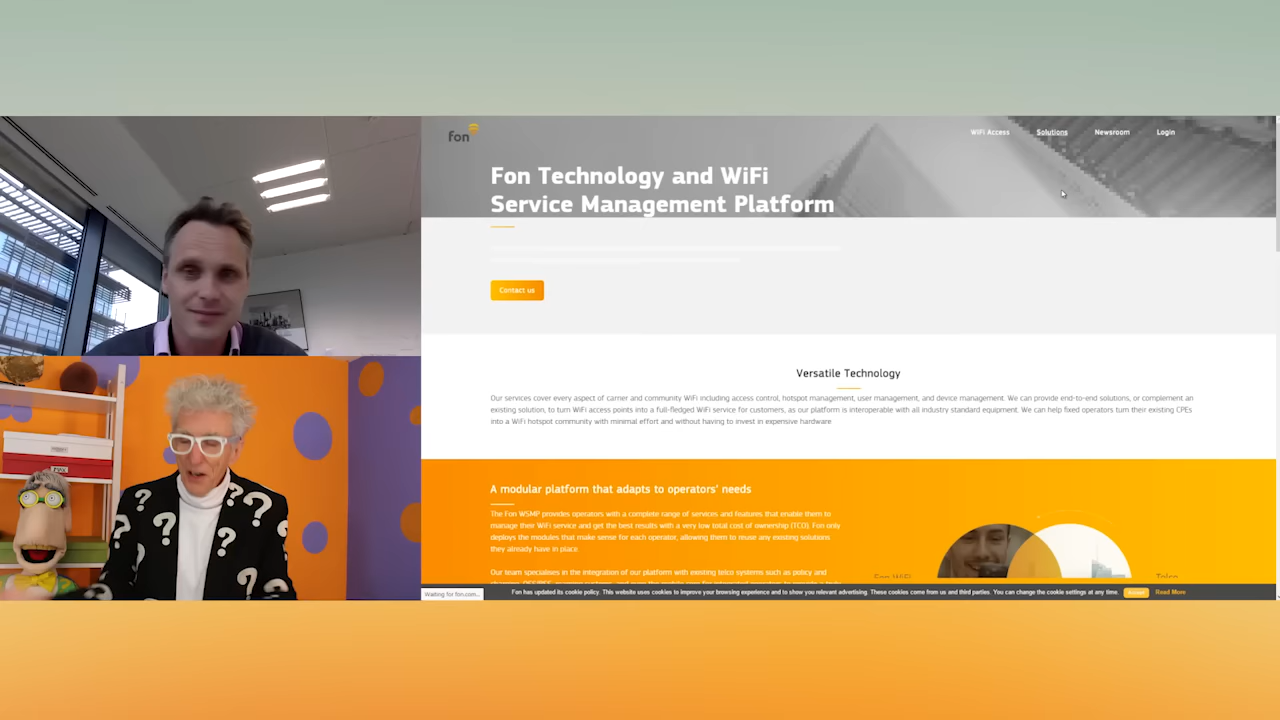 fon
WiFi Access
Solutions
Newsroom
Login
Fon Technology and WiFi
Service Management Platform
Contact us
Versatile Technology
Our services cover every aspect of carrier and community WiFi including access control, hotspot management, user management, and device management. We can provide end-to-end solutions, or complement an
existing solution, to turn WiFi access points into a full-fledged WiFi service for customers, as our platform is interoperable with all industry standard equipment. We can help fixed operators turn their existing CPEs
into a WiFi hotspot community with minimal effort and without having to invest in expensive hardware
A modular platform that adapts to operators' needs
The Fon WSMP provides operators with a complete range of services and features that enable them to
manage their WiFi service and get the best results with a very low total cost of ownership (TCO). Fon only
deploys the modules that make sense for each operator, allowing them to reuse any existing solutions
they already have in place.
Our team specialises in the integration of our platform with existing telco systems such as policy and
Fon WiFi
Telco
Waiting for fon.com...
Fon has updated its cookie policy. This website uses cookies to improve your browsing experience and to show you relevant advertising. These cookies come from us and third parties. You can change the cookie settings at any time.
Accept
Read More
? ? ? ? ? ? ?